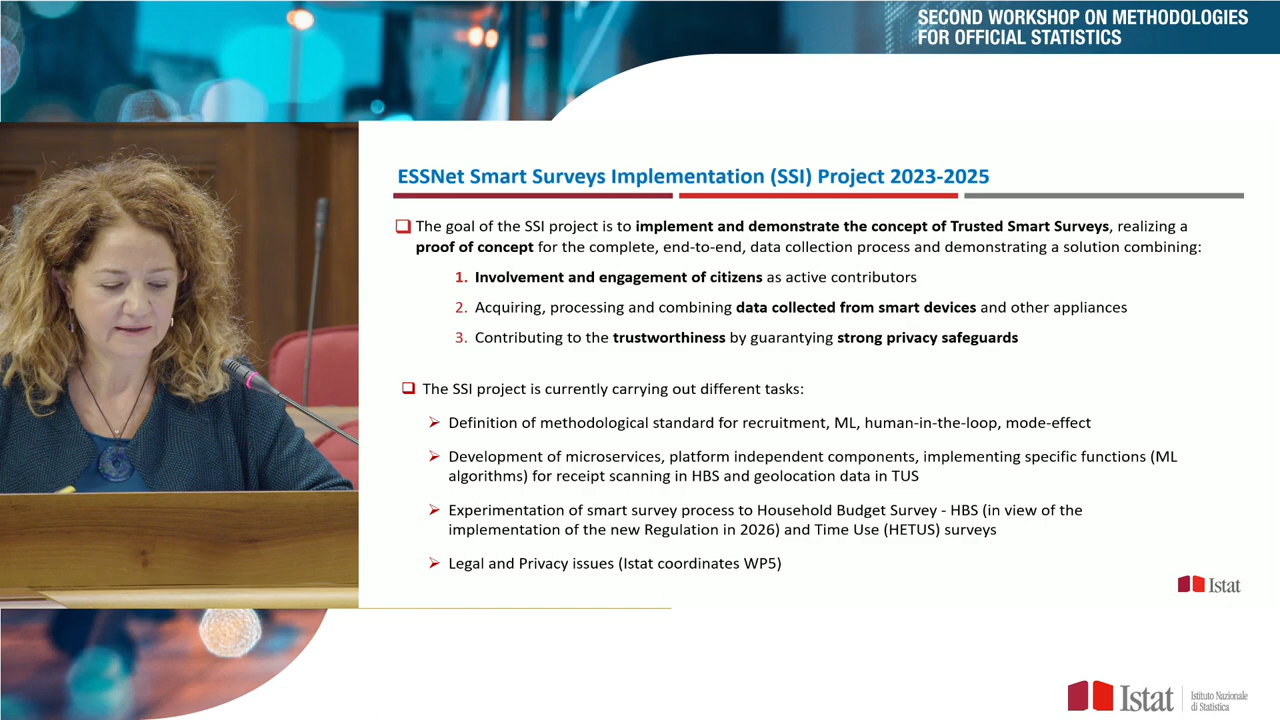 SECOND WORKSHOP ON METHODOLOGIES
FOR OFFICIAL STATISTICS
ESSNet Smart Surveys Implementation (SSI) Project 2023-2025
The goal of the SSI project is to implement and demonstrate the concept of Trusted Smart Surveys, realizing a
proof of concept for the complete, end-to-end, data collection process and demonstrating a solution combining:
1. Involvement and engagement of citizens as active contributors
2. Acquiring, processing and combining data collected from smart devices and other appliances
3. Contributing to the trustworthiness by guarantying strong privacy safeguards
The SSI project is currently carrying out different tasks:
Definition of methodological standard for recruitment, ML, human-in-the-loop, mode-effect
Development of microservices, platform independent components, implementing specific functions (ML
algorithms) for receipt scanning in HBS and geolocation data in TUS
Experimentation of smart survey process to Household Budget Survey - HBS (in view of the
implementation of the new Regulation in 2026) and Time Use (HETUS) surveys
Legal and Privacy issues (Istat coordinates WP5)
Istat
Istat
Istituto Nazionale
di Statistica